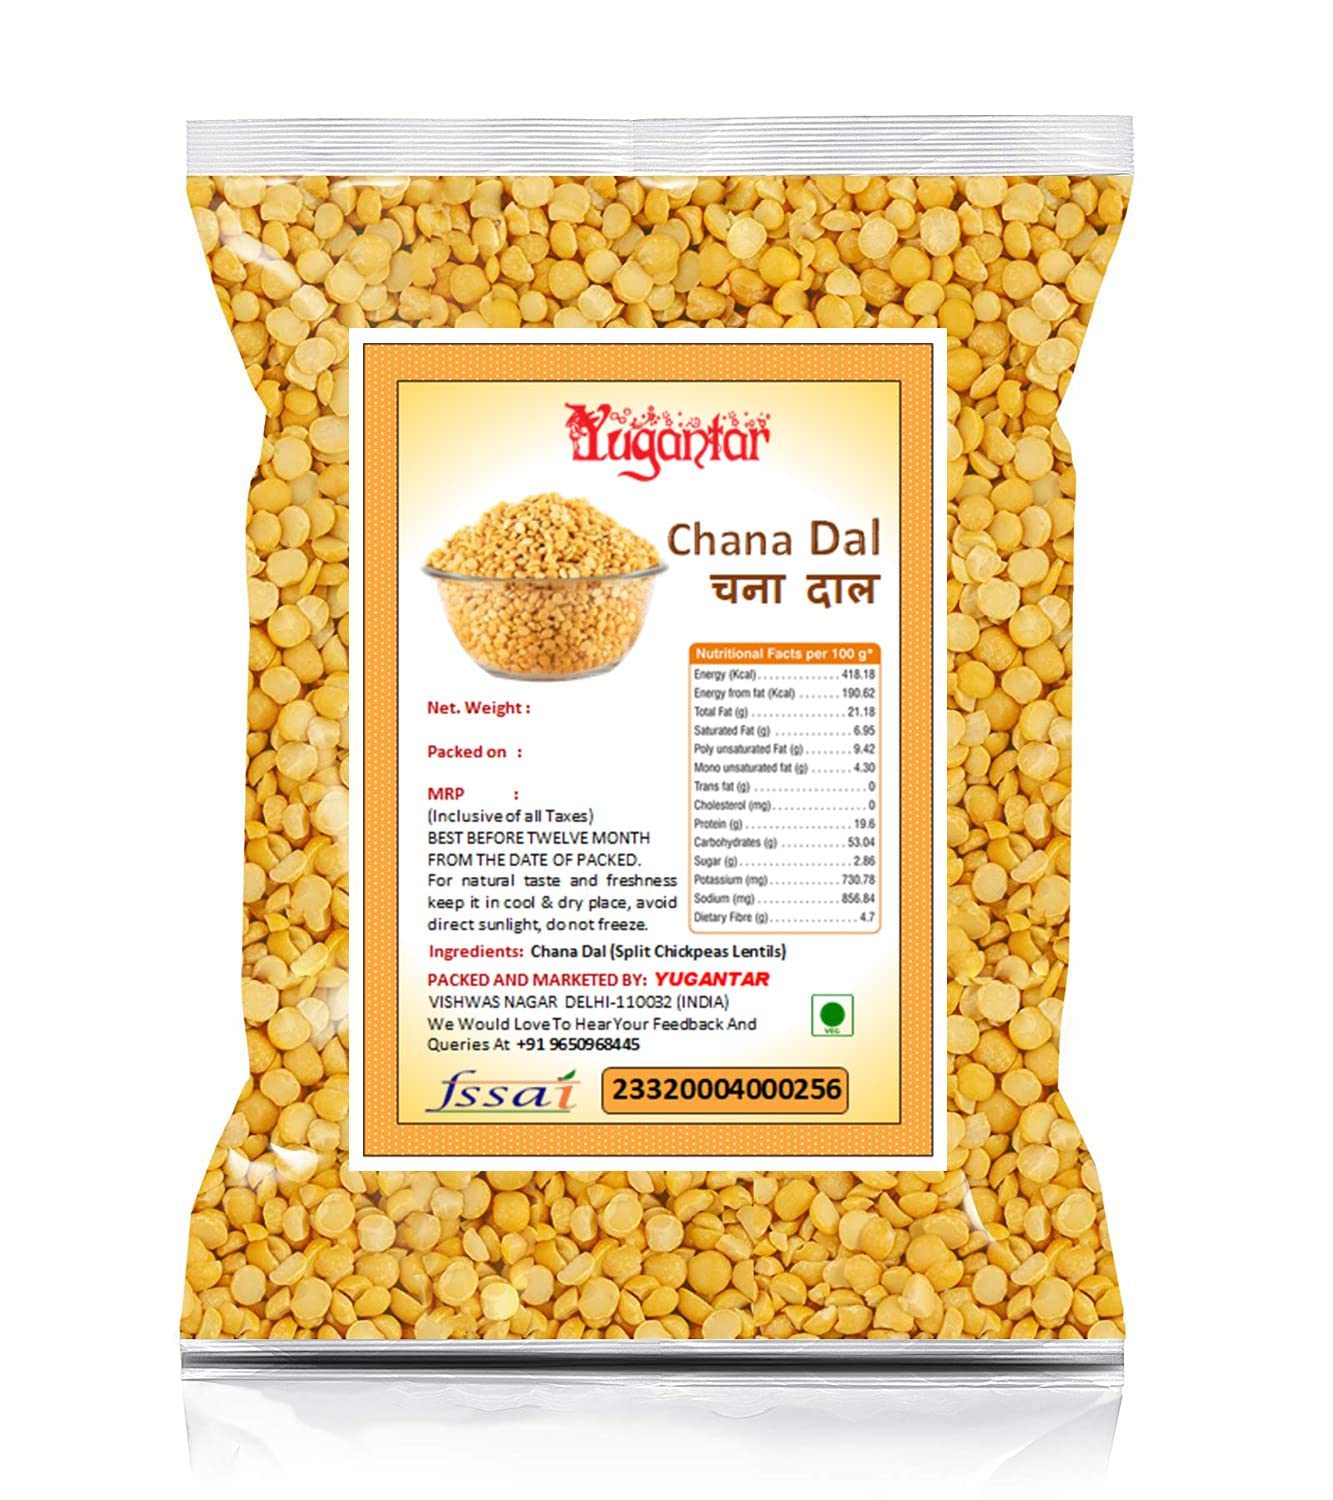 Yugantar
Chana Dal
चना दाल
Nutritional Facts per 100 g*
Energy (Kcal).............418.18
Energy from fat (Kcal) .......190.62
Total Fat (g) ................21.18
Saturated Fat (g) ..............6.95
Poly unsaturated Fat (g).........9.42
Mono unsaturated fat (g) .......4.30
Trans fat (g) ....................0
Cholesterol (mg)................0
Protein (g) ...................19.6
Carbohydrates (g) ............53.04
Sugar (g)....................2.86
Potassium (mg)..............730.78
Sodium (mg)................856.84
Dietary Fibre (g)................4.7
Net. Weight :
Packed on :
MRP :
(Inclusive of all Taxes)
BEST BEFORE TWELVE MONTH
FROM THE DATE OF PACKED.
For natural taste and freshness
keep it in cool & dry place, avoid
direct sunlight, do not freeze.
Ingredients: Chana Dal (Split Chickpeas Lentils)
PACKED AND MARKETED BY: YUGANTAR
VISHWAS NAGAR DELHI-110032 (INDIA)
We Would Love To Hear Your Feedback And
Queries At +91 9650968445
VEG
fssai 23320004000256